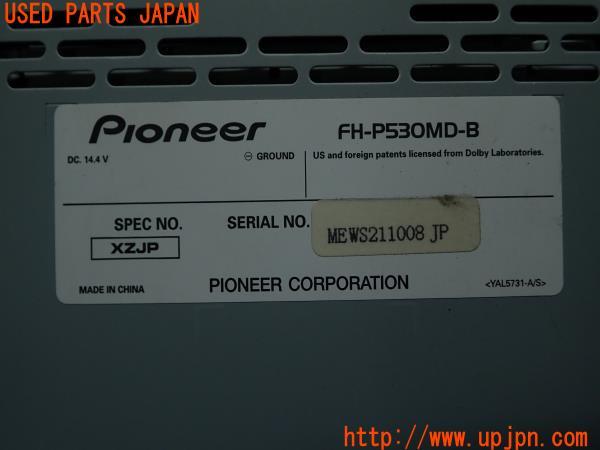 USED PARTS JAPAN
Pioneer
FH-P530MD-B
DC. 14.4 V
⊖ GROUND
US and foreign patents licensed from Dolby Laboratories.
SPEC NO.
SERIAL NO.
XZJP
MEWS211008 JP
MADE IN CHINA
PIONEER CORPORATION
<YAL5731-A/S>
http://www.upjpn.com/